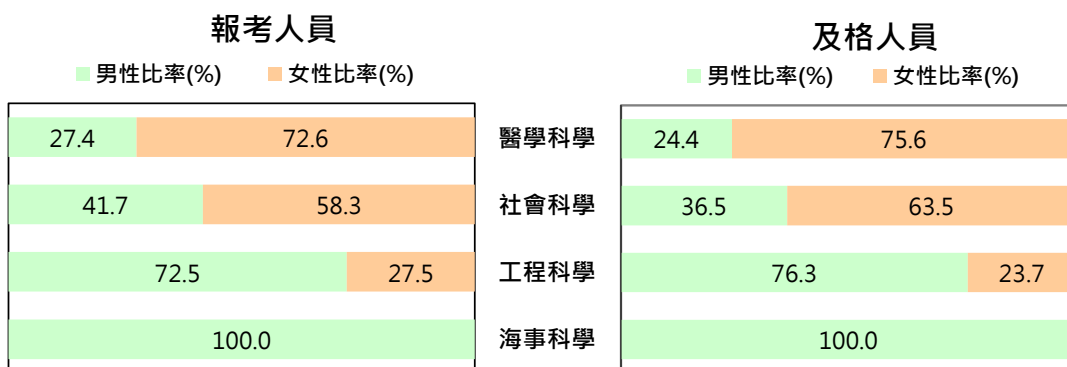 報考人員
男性比率(%) 女性比率(%)
及格人員
男性比率(%) 女性比率(%)
27.4 72.6 醫學科學 24.4 75.6
41.7 58.3 社會科學 36.5 63.5
72.5 27.5 工程科學 76.3 23.7
100.0 海事科學 100.0